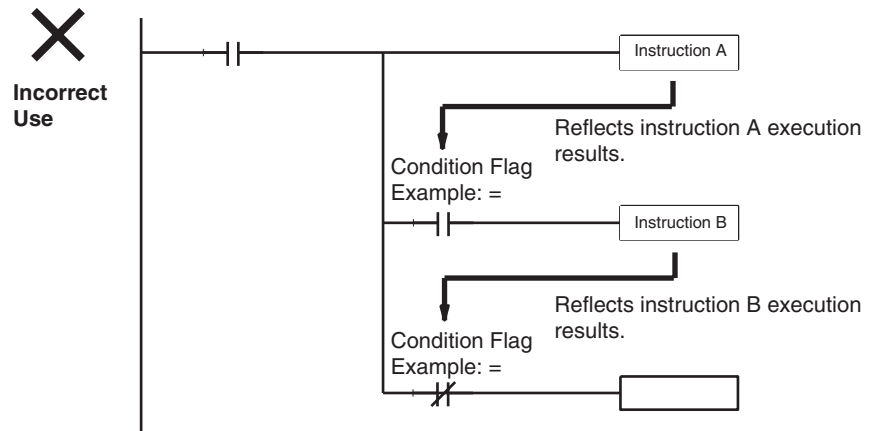 Incorrect
Use
Instruction A
Reflects instruction A execution
results.
Condition Flag
Example: =
Instruction B
Reflects instruction B execution
results.
Condition Flag
Example: =